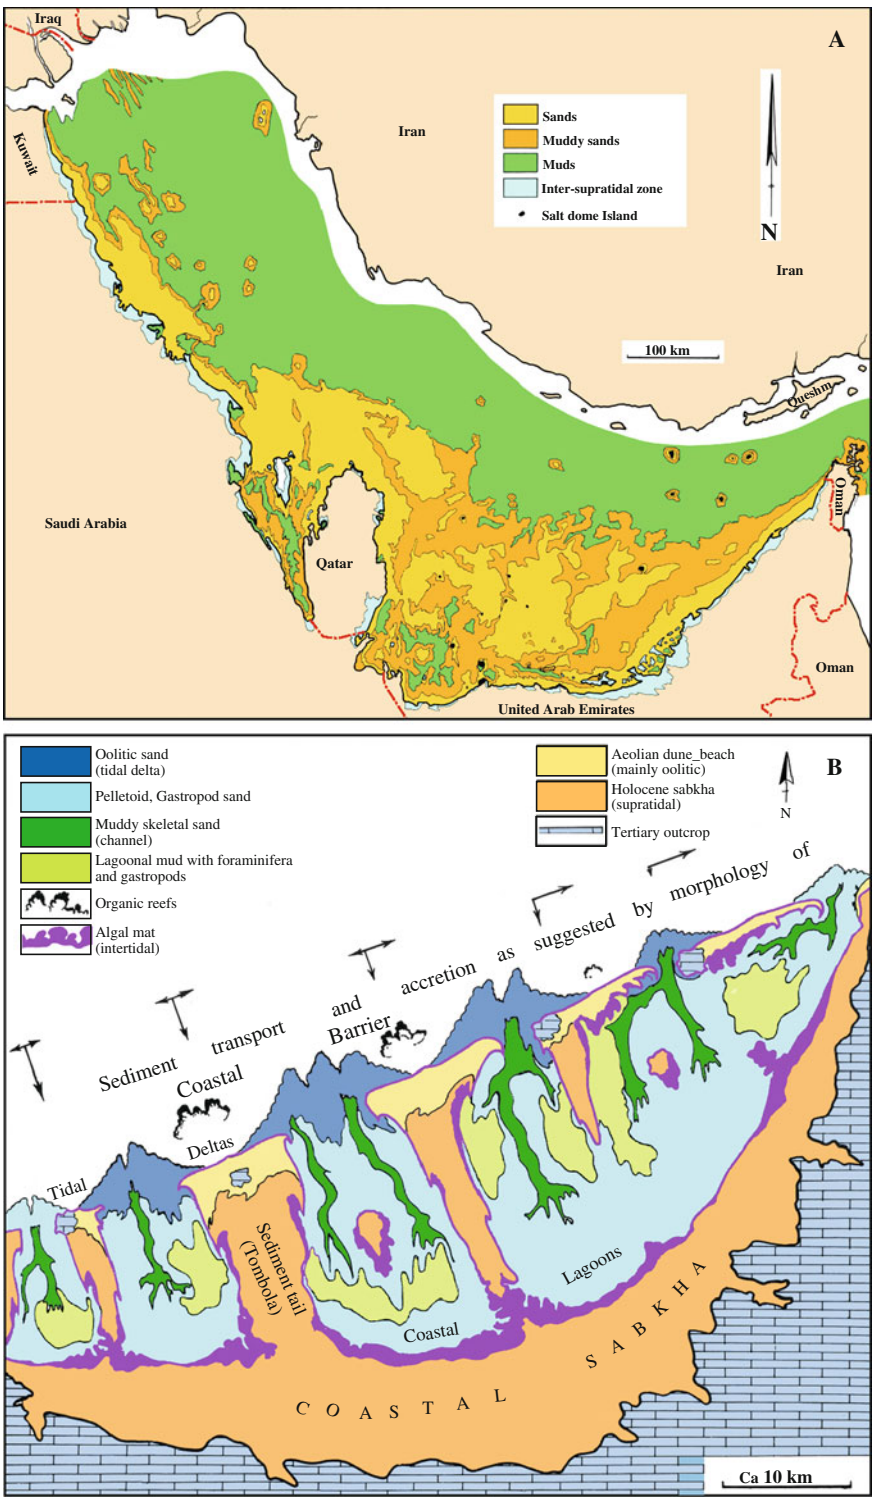 A
Iraq
Iran
Kuwait
Sands
Muddy sands
Muds
Inter-supratidal zone
Salt dome Island
N
Iran
100 km
Queshm
Saudi Arabia
Qatar
Oman
Oman
United Arab Emirates
B
Oolitic sand
(tidal delta)
Pelletoid, Gastropod sand
Muddy skeletal sand
(channel)
Lagoonal mud with foraminifera
and gastropods
Organic reefs
Algal mat
(intertidal)
Aeolian dune_beach
(mainly oolitic)
Holocene sabkha
(supratidal)
Tertiary outcrop
N
Sediment transport and accretion as suggested by morphology of
Coastal Barrier
Tidal Deltas
Sediment tail
(Tombola)
Coastal Lagoons
COASTAL SABKHA
Ca 10 km